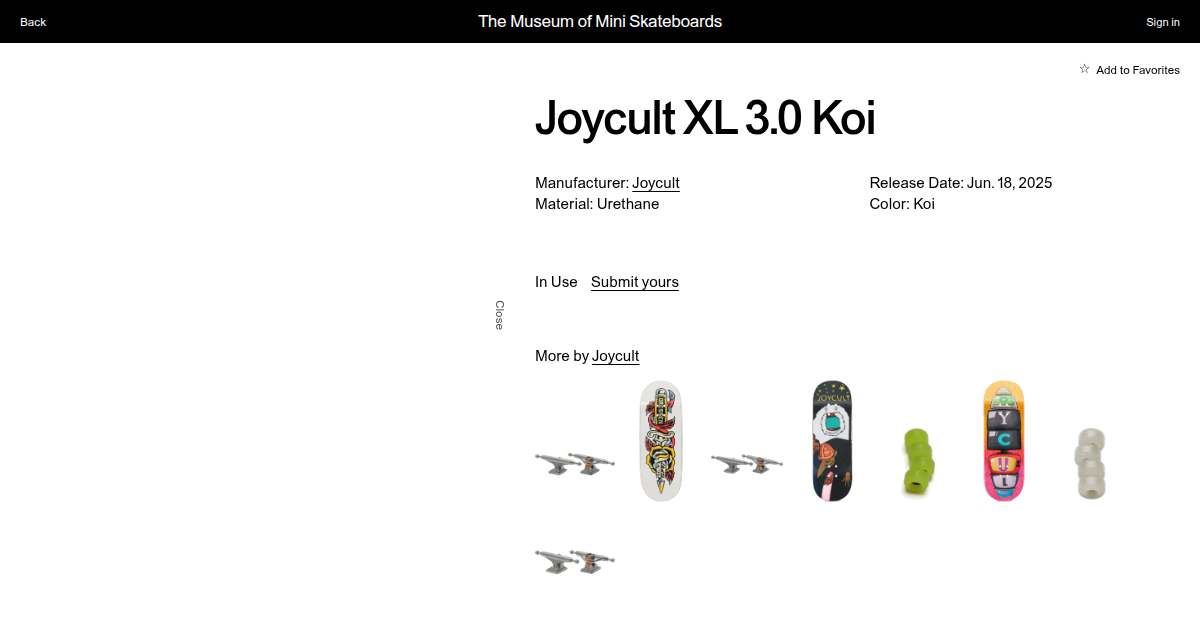 Back
The Museum of Mini Skateboards
Sign in
☆ Add to Favorites
Joycult XL 3.0 Koi
Manufacturer: Joycult
Release Date: Jun. 18, 2025
Material: Urethane
Color: Koi
In Use Submit yours
Close
More by Joycult
JOYCULT
Y
C
U
L